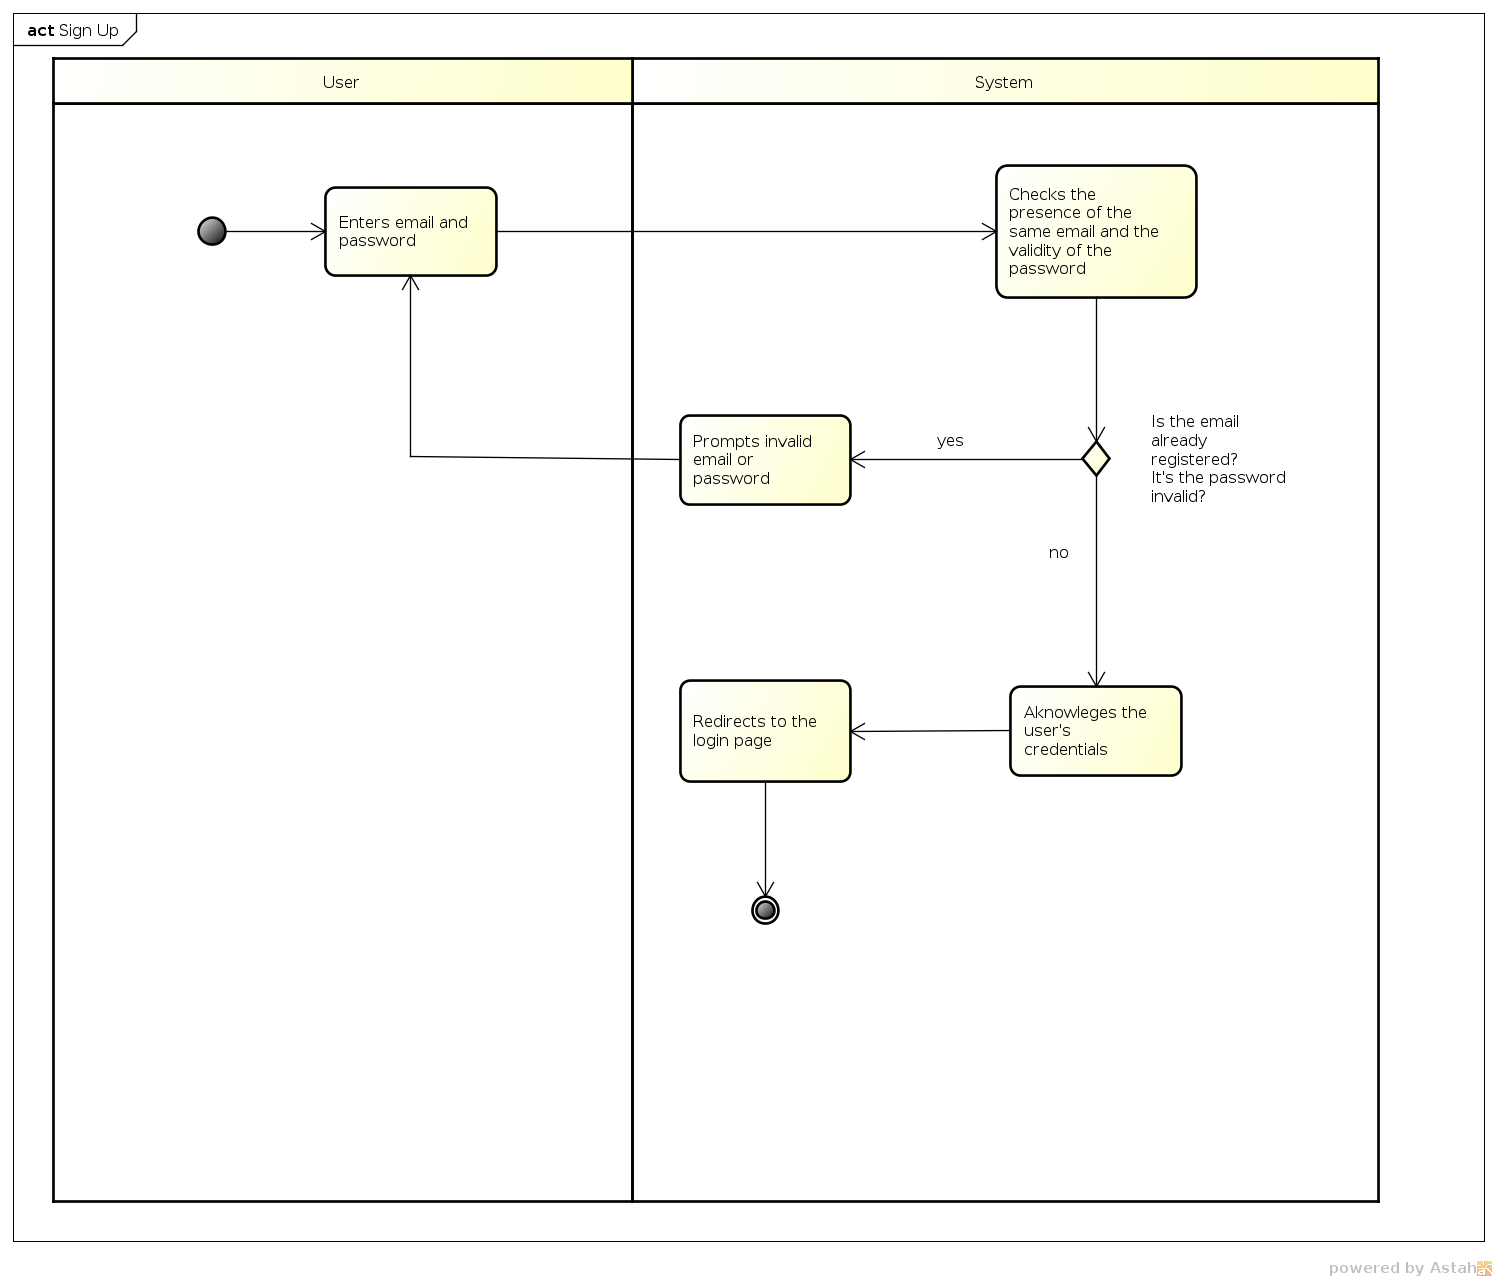 act Sign Up
User
System
Enters email and
password
Checks the
presence of the
same email and the
validity of the
password
Prompts invalid
email or
password
yes
Is the email
already
registered?
It's the password
invalid?
no
Redirects to the
login page
Aknowleges the
user's
credentials
powered by Astah